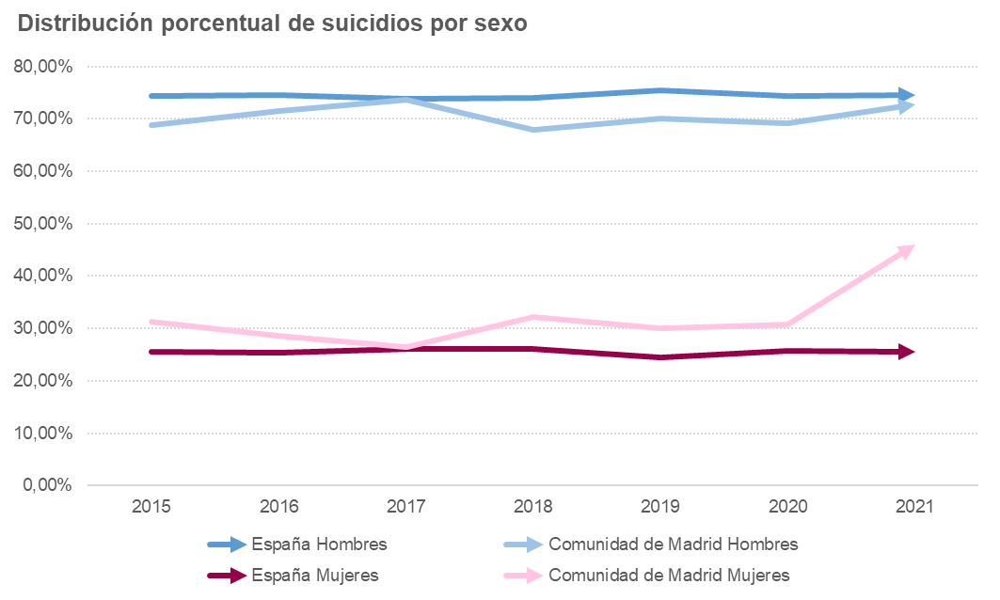 Distribución porcentual de suicidios por sexo
80,00%
70,00%
60,00%
50,00%
40,00%
30,00%
20,00%
10,00%
0,00%
2015 2016 2017 2018 2019 2020 2021
España Hombres Comunidad de Madrid Hombres
España Mujeres Comunidad de Madrid Mujeres